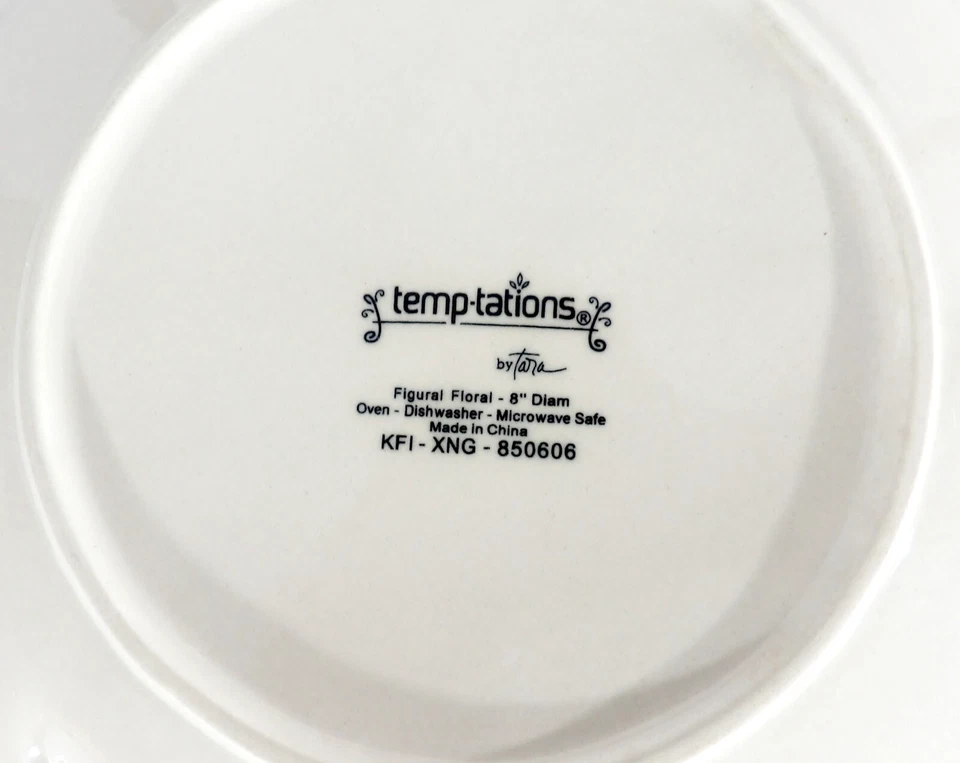 temp-tations®
by Tara
Figural Floral - 8" Diam
Oven - Dishwasher - Microwave Safe
Made in China
KFI - XNG - 850606